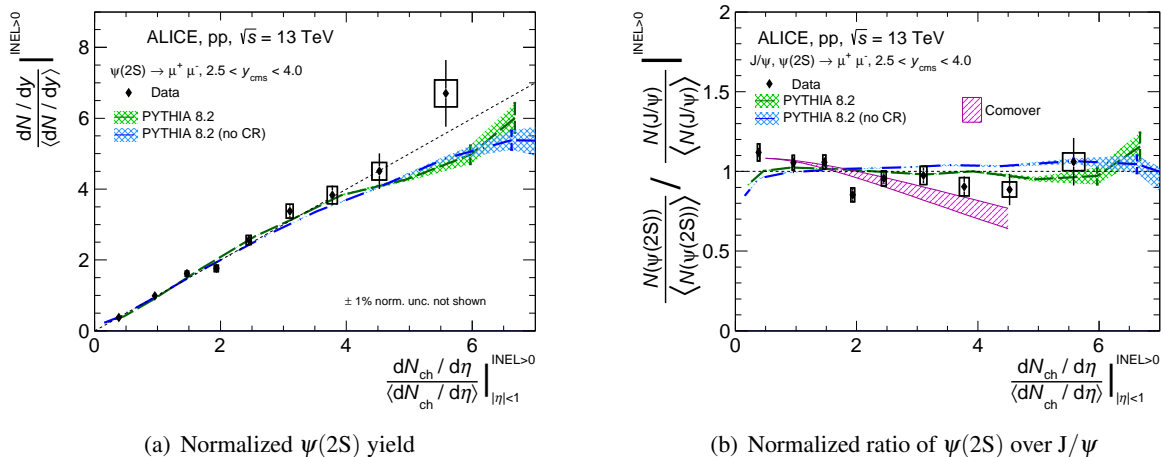 dN / dy
⟨dN / dy⟩
INEL>0
8
6
4
2
0
ALICE, pp, √s = 13 TeV
ψ(2S) → μ⁺ μ⁻, 2.5 < y_cms < 4.0
Data
PYTHIA 8.2
PYTHIA 8.2 (no CR)
± 1% norm. unc. not shown
0 2 4 6
dN_ch / dη
⟨dN_ch / dη⟩
INEL>0
|η|<1
(a) Normalized ψ(2S) yield
N(ψ(2S))
⟨N(ψ(2S))⟩
/
N(J/ψ)
⟨N(J/ψ)⟩
INEL>0
2
1.5
1
0.5
0
ALICE, pp, √s = 13 TeV
J/ψ, ψ(2S) → μ⁺ μ⁻, 2.5 < y_cms < 4.0
Data
PYTHIA 8.2
PYTHIA 8.2 (no CR)
Comover
0 2 4 6
dN_ch / dη
⟨dN_ch / dη⟩
INEL>0
|η|<1
(b) Normalized ratio of ψ(2S) over J/ψ